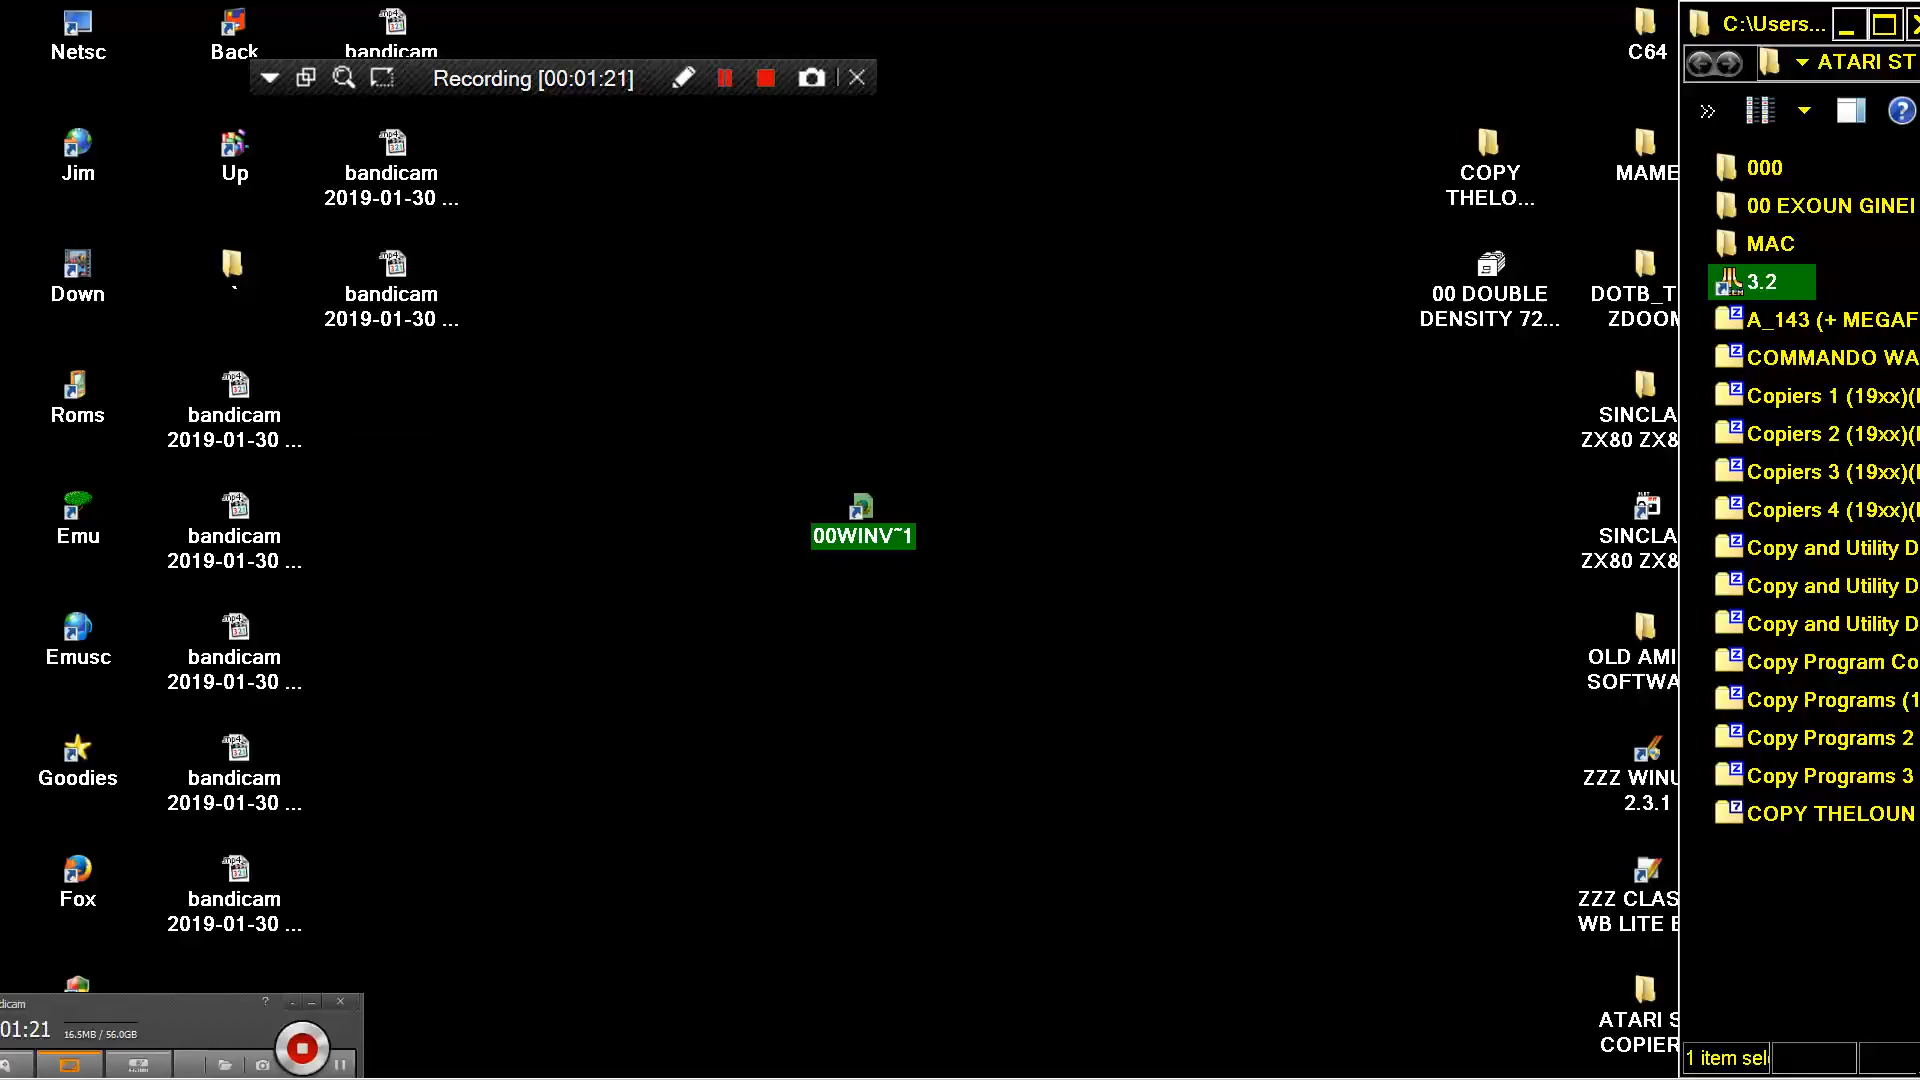 Netsc
Back
bandicam
Recording [00:01:21]
Jim
Up
bandicam
2019-01-30 ...
Down
`
bandicam
2019-01-30 ...
Roms
bandicam
2019-01-30 ...
Emu
bandicam
2019-01-30 ...
Emusc
bandicam
2019-01-30 ...
Goodies
bandicam
2019-01-30 ...
Fox
bandicam
2019-01-30 ...
00WINV~1
COPY
THELO...
00 DOUBLE
DENSITY 72...
C64
MAME
DOTB_T
ZDOOM
SINCLA
ZX80 ZX8
SINCLA
ZX80 ZX8
OLD AMI
SOFTWA
ZZZ WINU
2.3.1
ZZZ CLAS
WB LITE E
ATARI S
COPIER
C:\Users...
ATARI ST
000
00 EXOUN GINEI
MAC
3.2
A_143 (+ MEGAF
COMMANDO WA
Copiers 1 (19xx)(
Copiers 2 (19xx)(
Copiers 3 (19xx)(
Copiers 4 (19xx)(
Copy and Utility D
Copy and Utility D
Copy and Utility D
Copy Program Co
Copy Programs (1
Copy Programs 2
Copy Programs 3
COPY THELOUN
1 item sel
dicam
01:21
16.5MB / 56.0GB